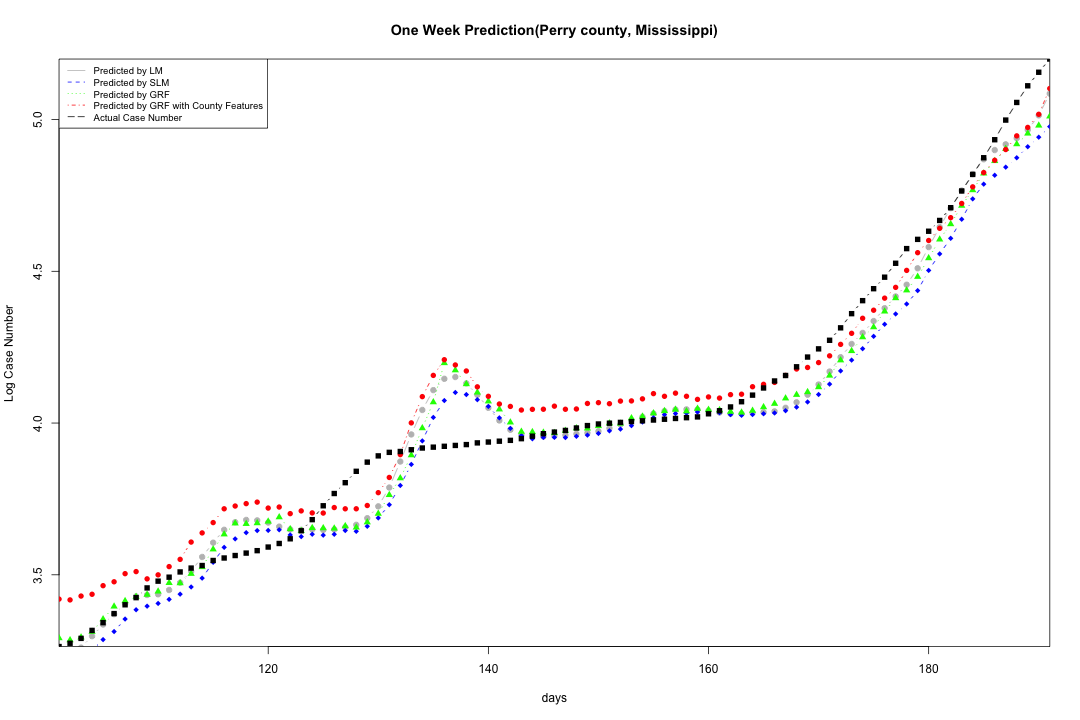 One Week Prediction(Perry county, Mississippi)
Predicted by LM
Predicted by SLM
Predicted by GRF
Predicted by GRF with County Features
Actual Case Number
5.0
4.5
4.0
3.5
Log Case Number
120 140 160 180
days